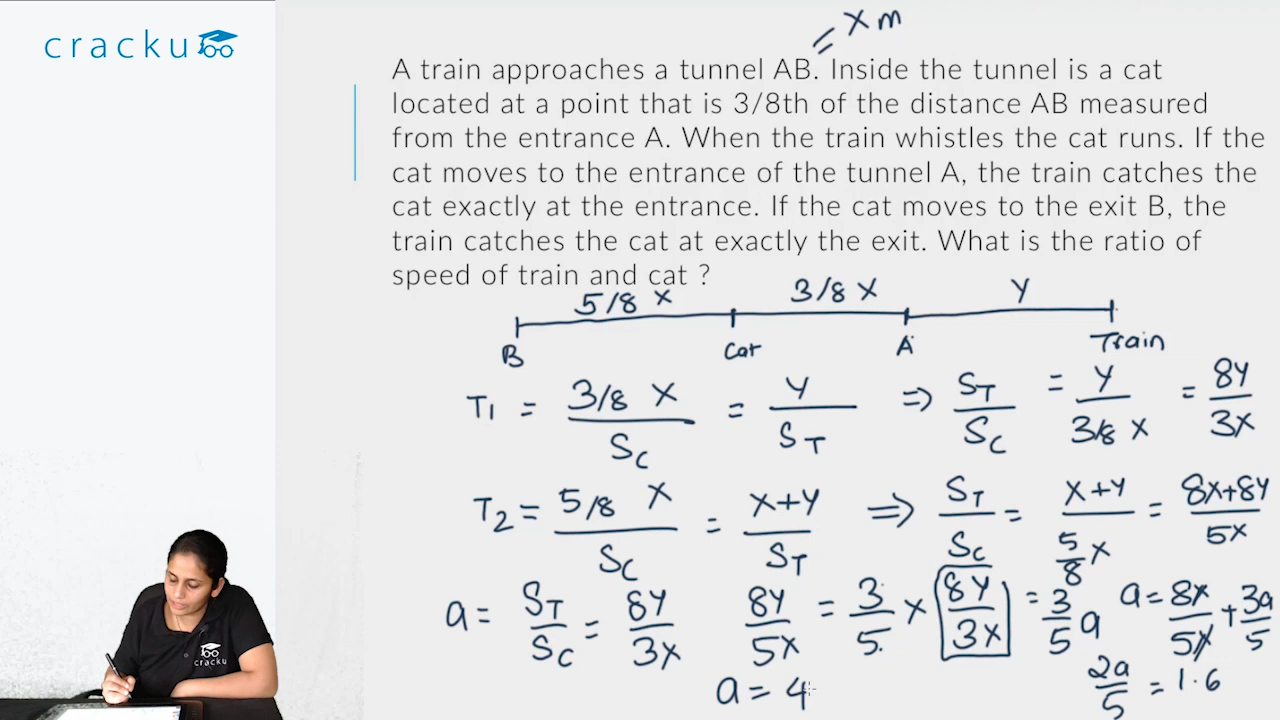 cracku
= X m
A train approaches a tunnel AB. Inside the tunnel is a cat
located at a point that is 3/8th of the distance AB measured
from the entrance A. When the train whistles the cat runs. If the
cat moves to the entrance of the tunnel A, the train catches the
cat exactly at the entrance. If the cat moves to the exit B, the
train catches the cat at exactly the exit. What is the ratio of
speed of train and cat ?
5/8 X 3/8 X Y
B Cat A Train
T1 = 3/8 X / SC = Y / ST ⇒ ST / SC = Y / 3/8 X = 8Y / 3X
T2 = 5/8 X / SC = X+Y / ST ⇒ ST / SC = X+Y / 5/8 X = 8X+8Y / 5X
a = ST / SC = 8Y / 3X 8Y / 5X = 3 / 5 × 8Y / 3X = 3 / 5 a a = 8X / 5X + 3a / 5
a = 4 2a / 5 = 1.6
cracku